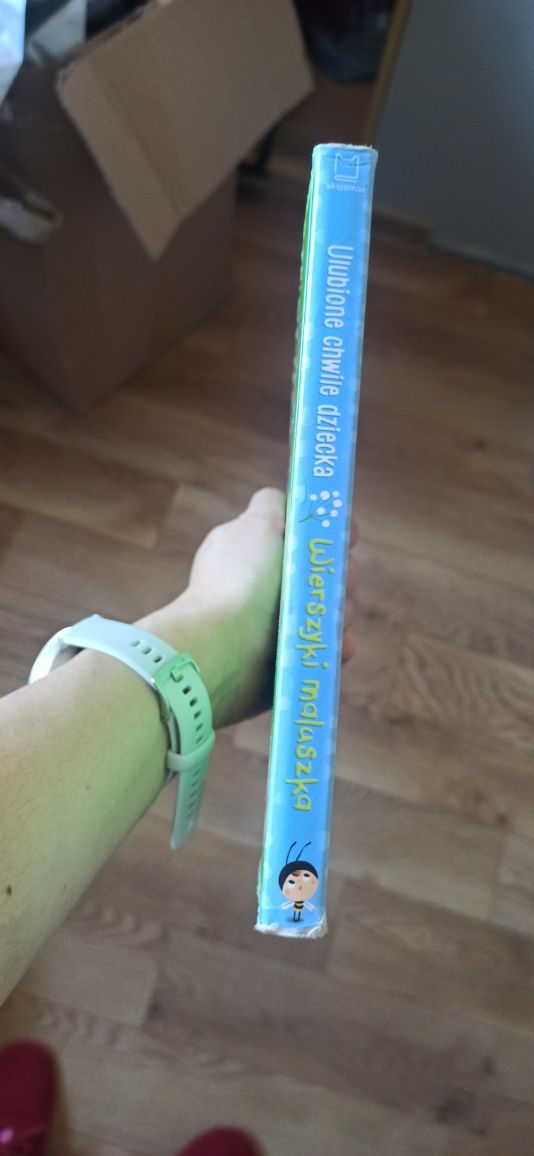 aksjomat
Ulubione chwile dziecka
Wierszyki maluszka